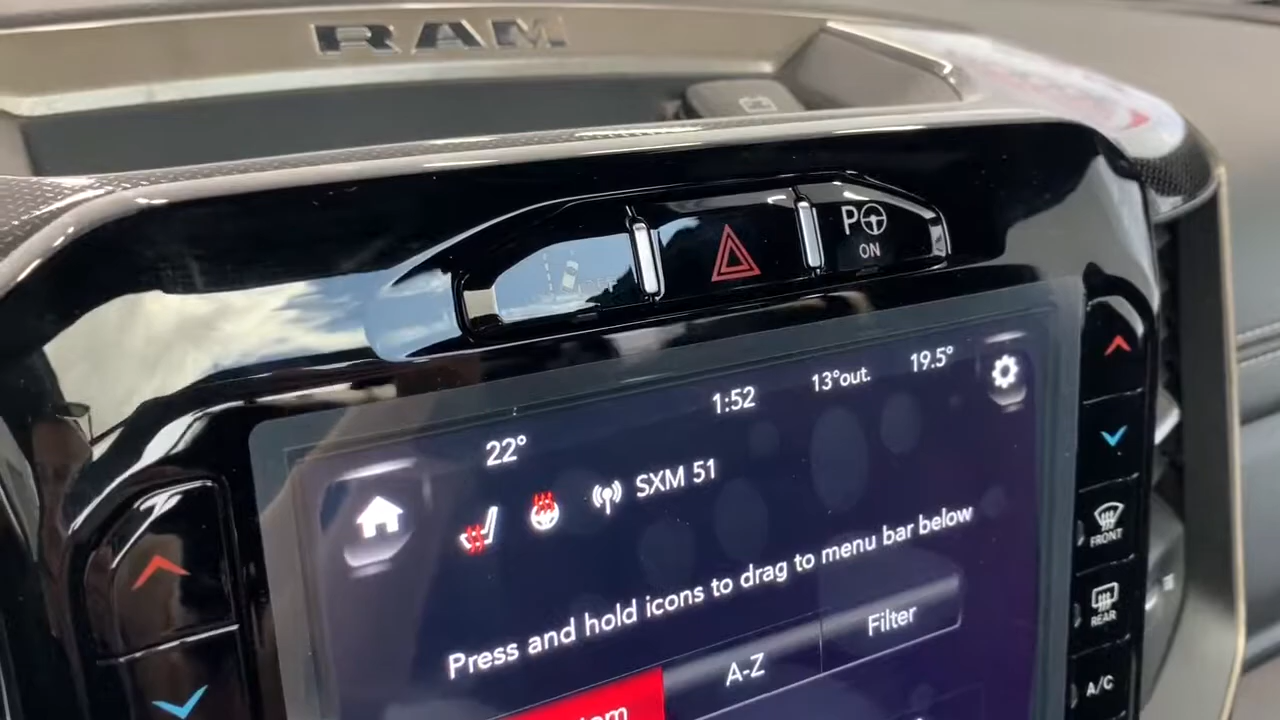 RAM
P
ON
1:52
13°out.
19.5°
22°
SXM 51
Press and hold icons to drag to menu bar below
A-Z
Filter
FRONT
REAR
A/C